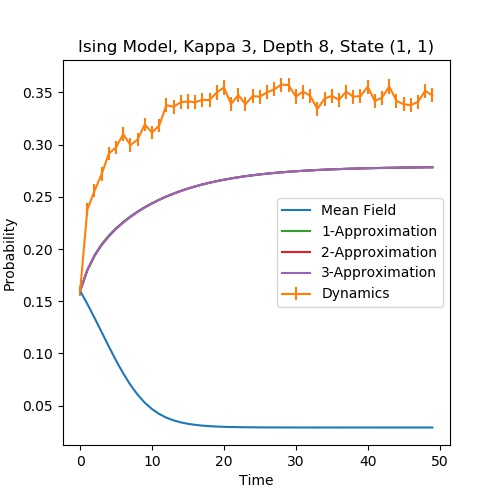 Ising Model, Kappa 3, Depth 8, State (1, 1)
0.35
0.30
0.25
0.20
0.15
0.10
0.05
Probability
Mean Field
1-Approximation
2-Approximation
3-Approximation
Dynamics
0 10 20 30 40 50
Time